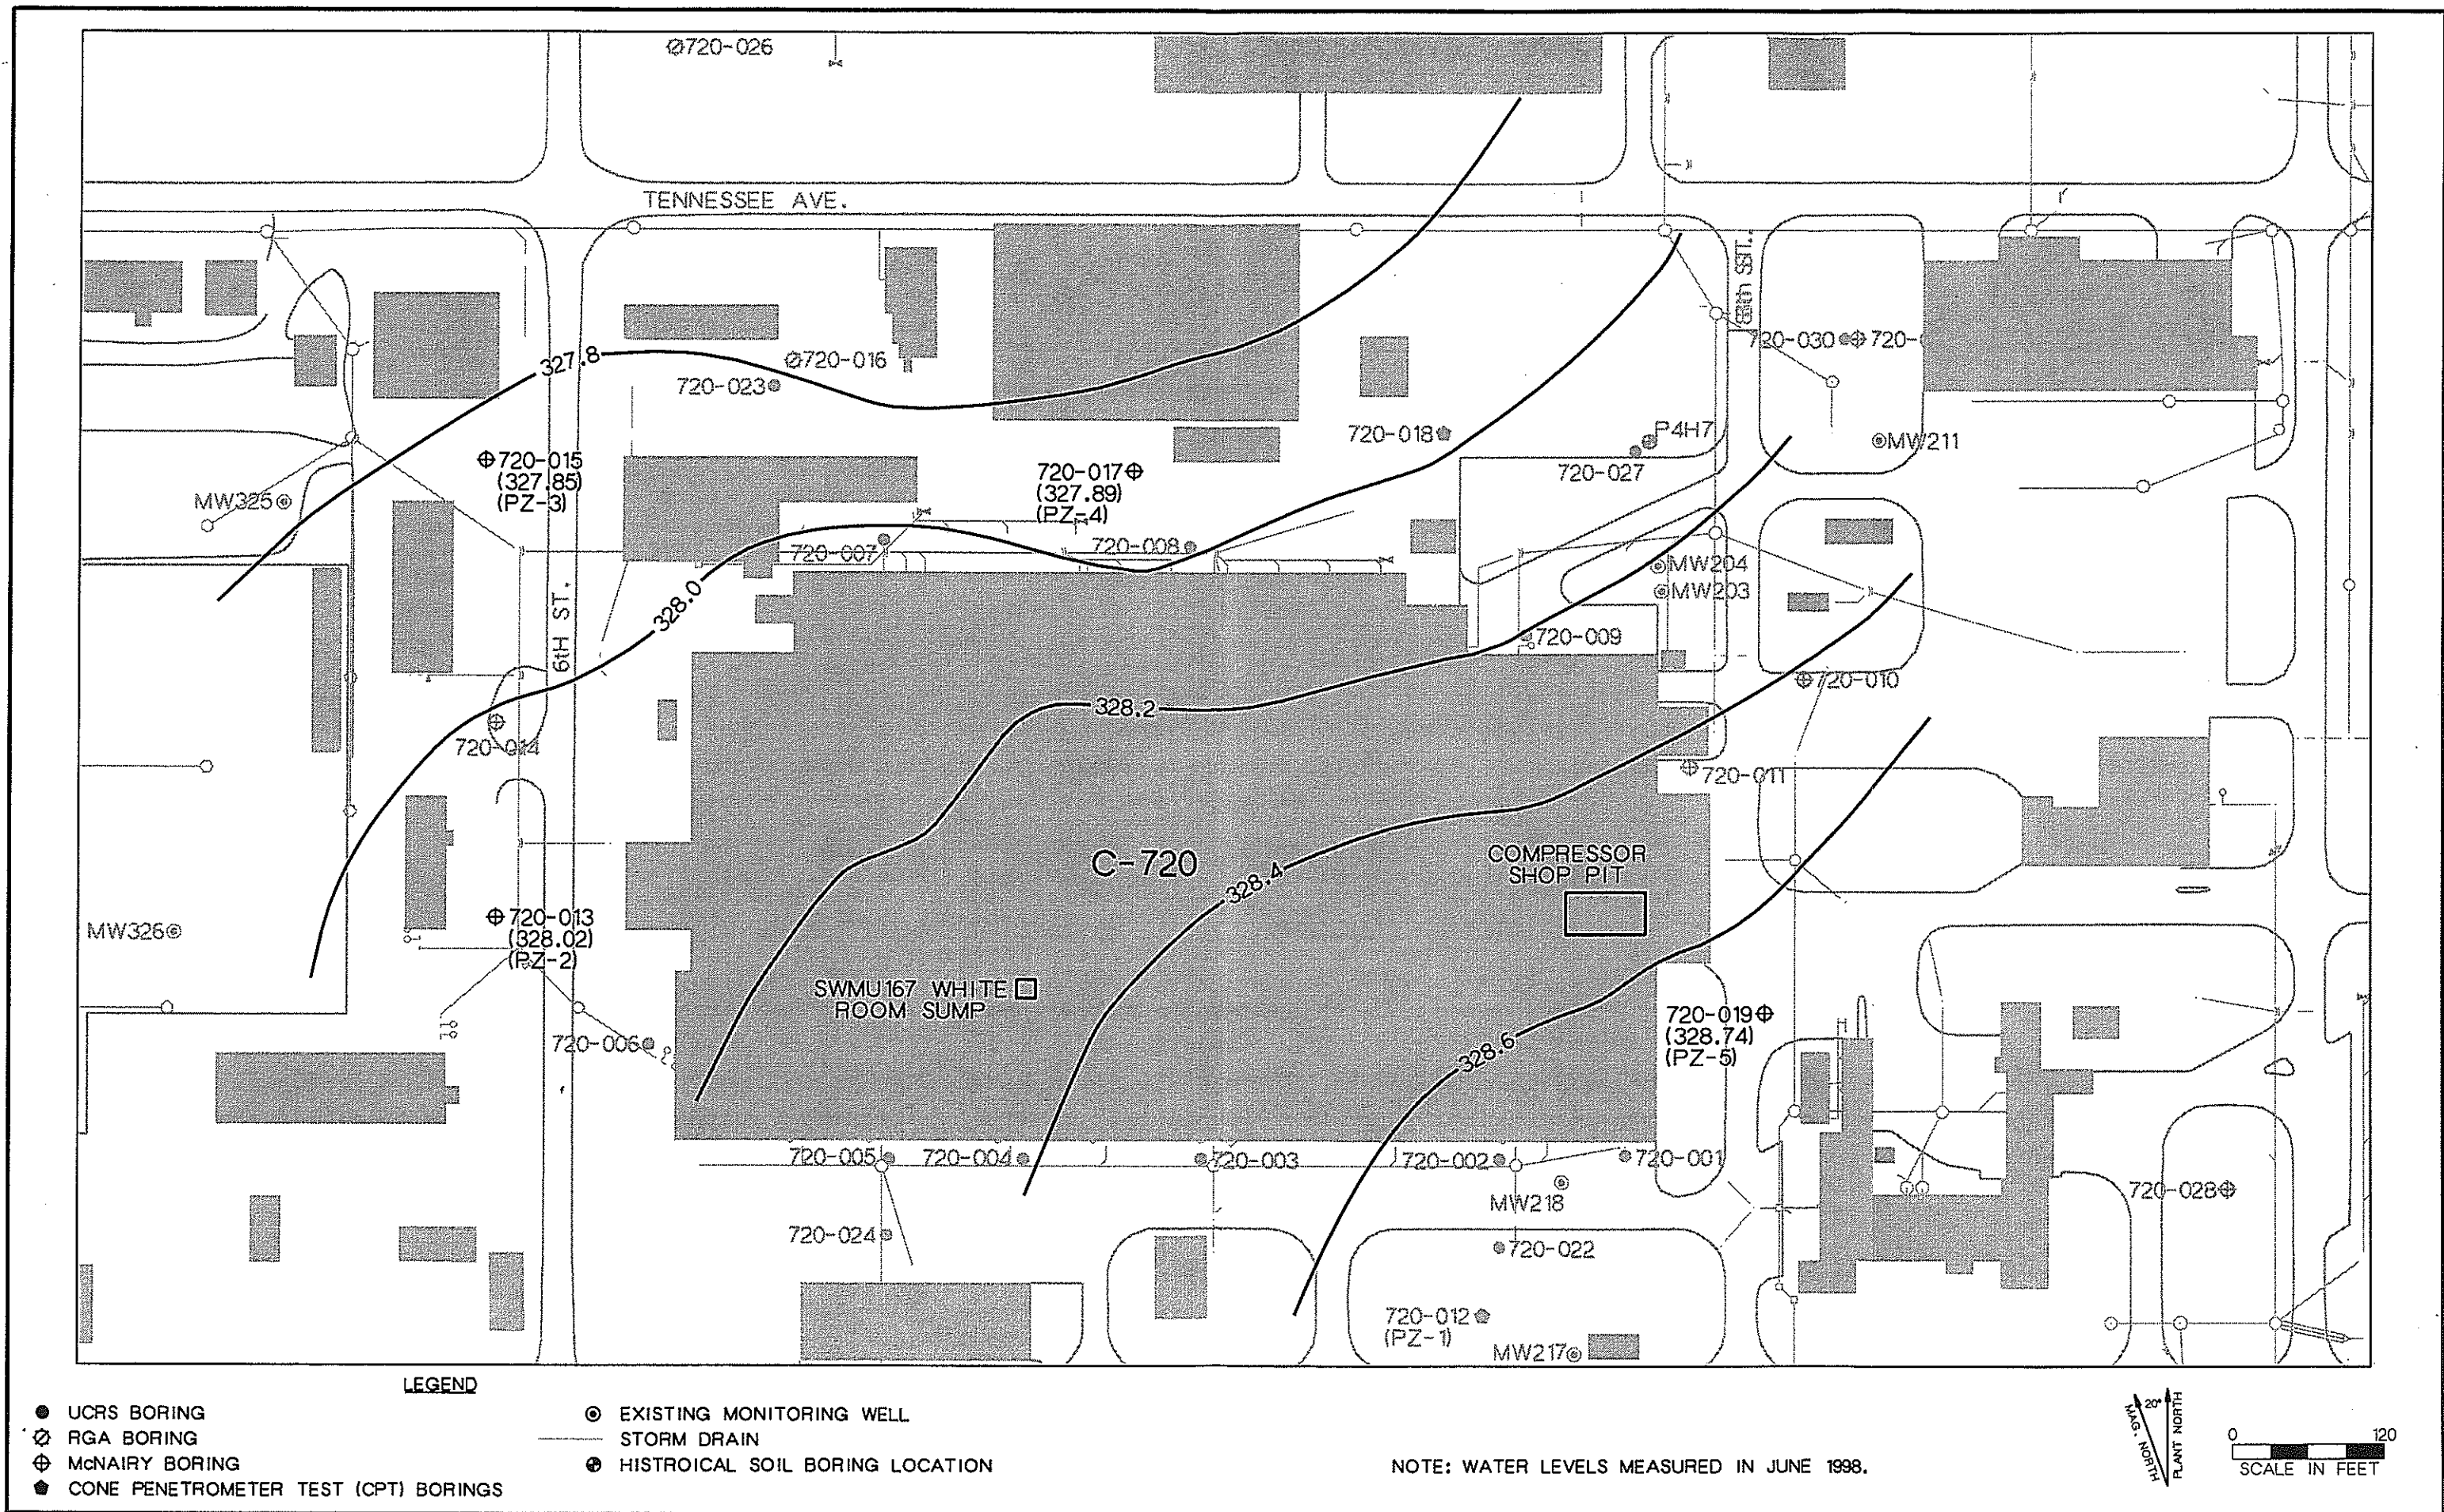 720-026
TENNESSEE AVE.
8th ST.
327.8
720-016
720-023
720-030
720-
720-018
P4H7
720-027
MW211
720-015
(327.85)
(PZ-3)
720-017
(327.89)
(PZ-4)
MW325
720-007
720-008
MW204
MW203
328.0
6tH ST.
720-009
720-010
328.2
720-014
720-011
C-720
328.4
COMPRESSOR
SHOP PIT
720-013
(328.02)
(PZ-2)
MW326
SWMU167 WHITE
ROOM SUMP
720-019
(328.74)
(PZ-5)
720-006
328.6
720-005
720-004
720-003
720-002
720-001
MW218
720-028
720-024
720-022
720-012
(PZ-1)
MW217
LEGEND
UCRS BORING
RGA BORING
McNAIRY BORING
CONE PENETROMETER TEST (CPT) BORINGS
EXISTING MONITORING WELL
STORM DRAIN
HISTROICAL SOIL BORING LOCATION
NOTE: WATER LEVELS MEASURED IN JUNE 1998.
20°
MAG. NORTH
PLANT NORTH
0 120
SCALE IN FEET